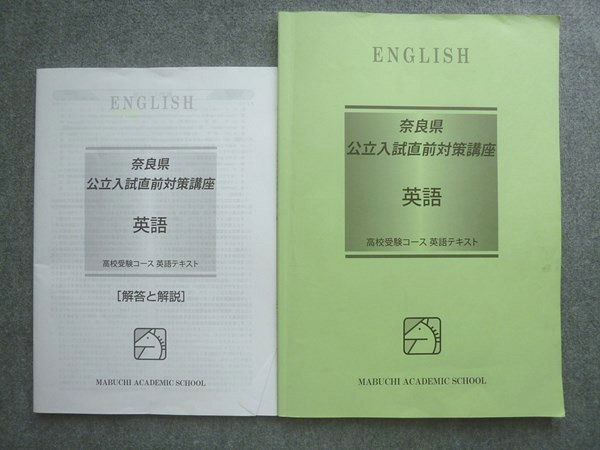 ENGLISH
奈良県
公立入試直前対策講座
英語
高校受験コース 英語テキスト
[解答と解説]
MABUCHI ACADEMIC SCHOOL
ENGLISH
奈良県
公立入試直前対策講座
英語
高校受験コース 英語テキスト
MABUCHI ACADEMIC SCHOOL